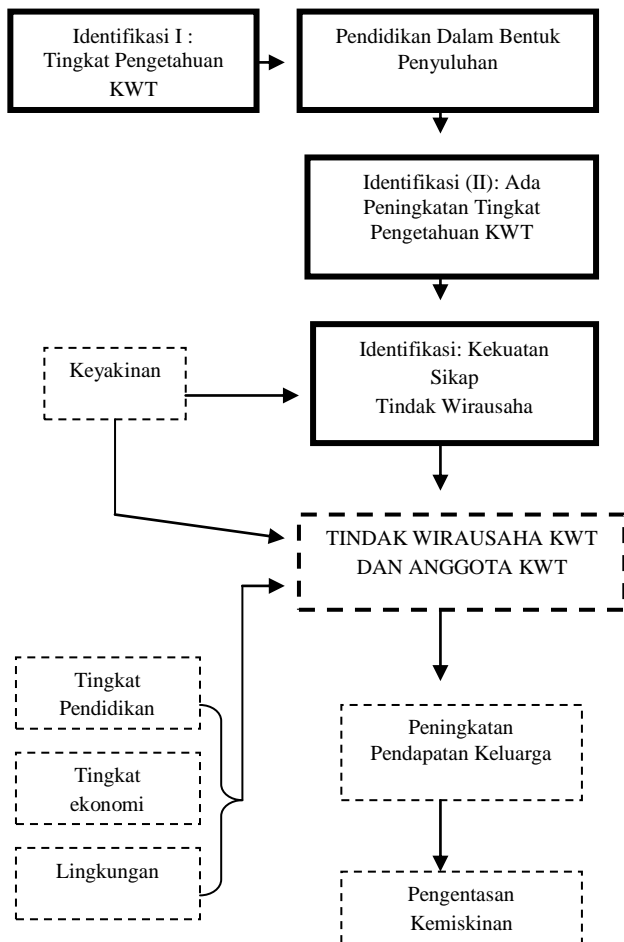 Identifikasi I :
Tingkat Pengetahuan
KWT
Pendidikan Dalam Bentuk
Penyuluhan
Identifikasi (II): Ada
Peningkatan Tingkat
Pengetahuan KWT
Keyakinan
Identifikasi: Kekuatan
Sikap
Tindak Wirausaha
TINDAK WIRAUSAHA KWT
DAN ANGGOTA KWT
Tingkat
Pendidikan
Tingkat
ekonomi
Lingkungan
Peningkatan
Pendapatan Keluarga
Pengentasan
Kemiskinan